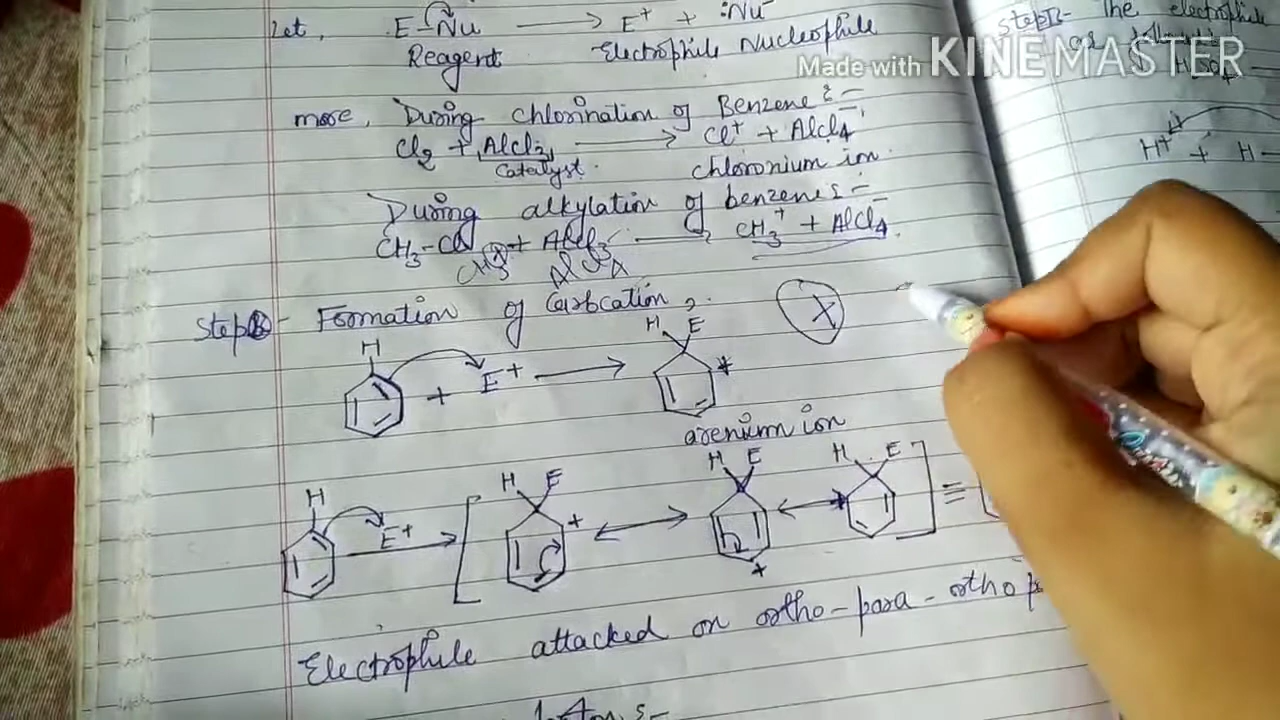 Let, E-Nu → E⁺ + :Nu⁻
Reagent Electrophile Nucleophile
Made with KINEMASTER
more, During Chlorination of Benzene :-
Cl₂ + AlCl₃ → Cl⁺ + AlCl₄
Catalyst. chloronium ion
During alkylation of benzene :-
CH₃-Cl + AlCl₃ → CH₃⁺ + AlCl₄
Step - Formation of Carbcation
H H E
+ E⁺ →
arenium ion
H E⁺ → [ H E + ↔ H E + ↔ H E + ] ≡ [
Electrophile attacked on ortho-para-ortho
Step - The electrophile
H⁺ + H-